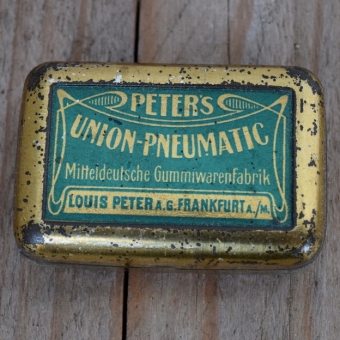 PETERS
UNION-PNEUMATIC
Mitteldeutsche Gummiwarenfabrik
LOUIS PETER A.G. FRANKFURT A./M.